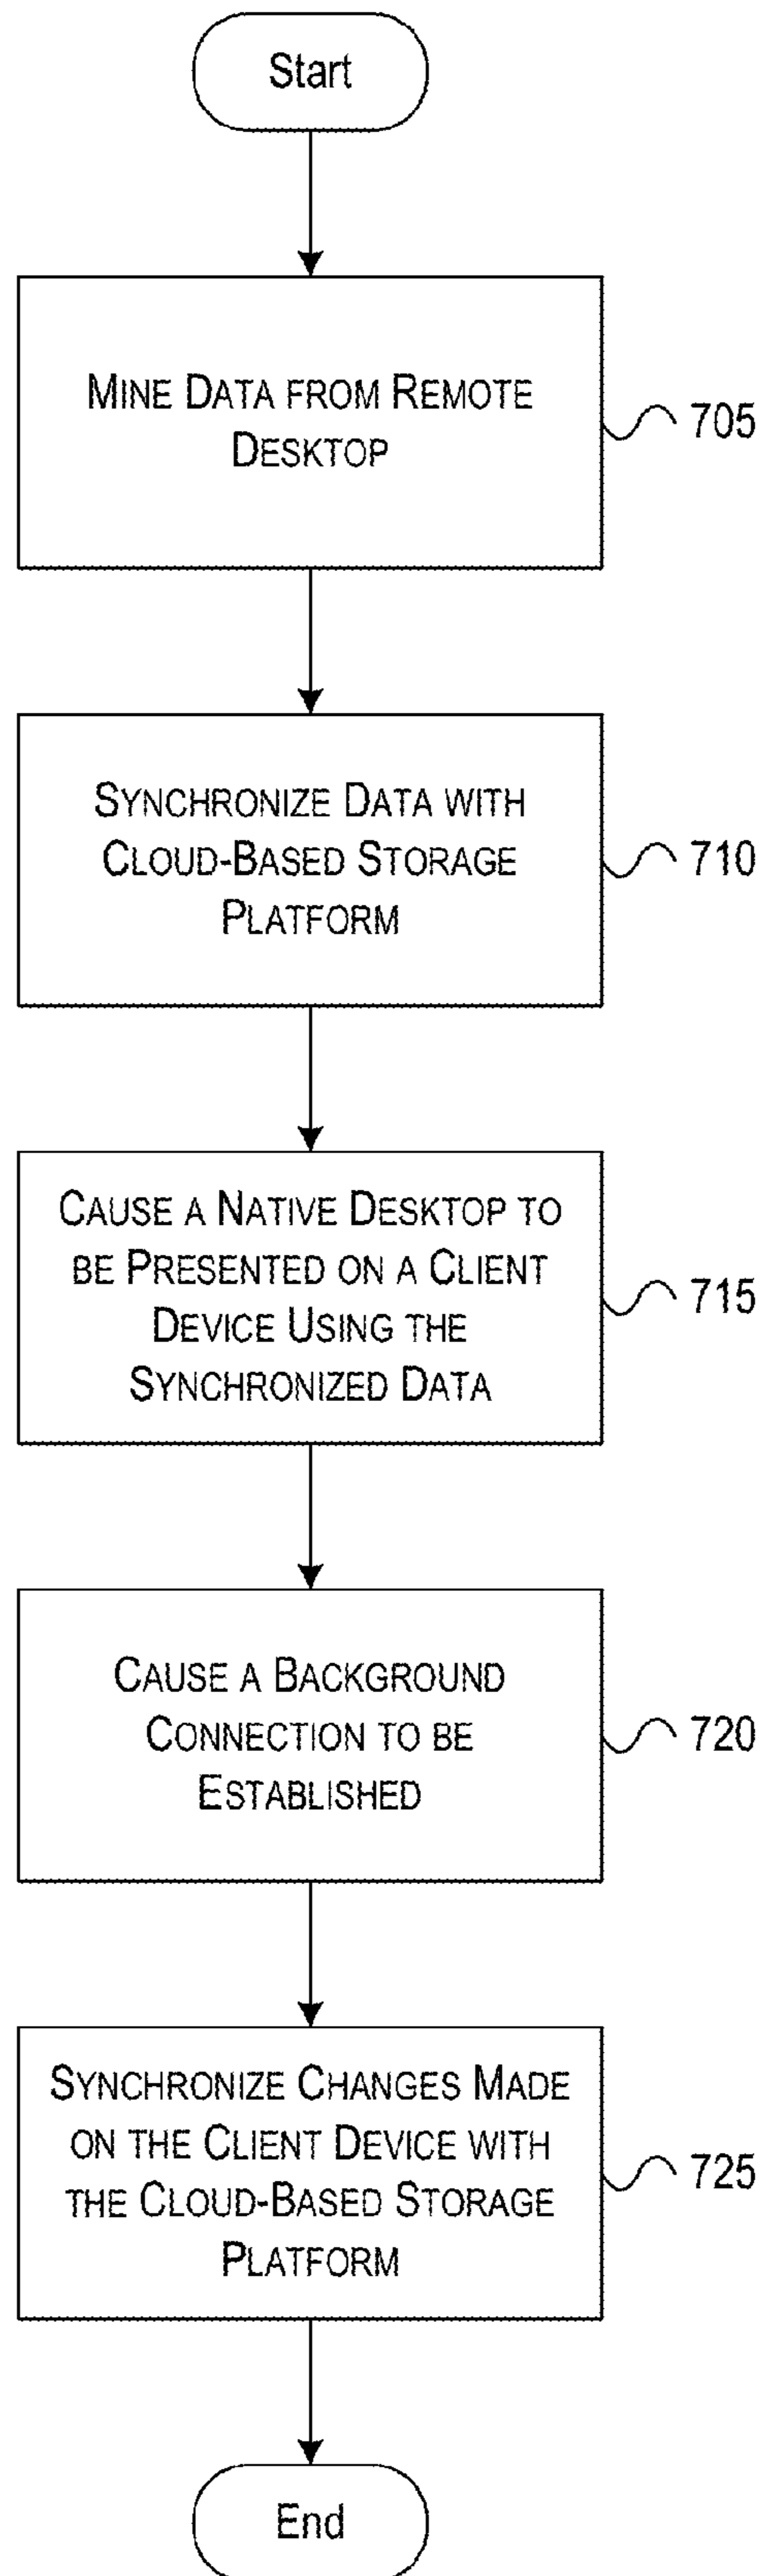 Start
MINE DATA FROM REMOTE
DESKTOP
705
SYNCHRONIZE DATA WITH
CLOUD-BASED STORAGE
PLATFORM
710
CAUSE A NATIVE DESKTOP TO
BE PRESENTED ON A CLIENT
DEVICE USING THE
SYNCHRONIZED DATA
715
CAUSE A BACKGROUND
CONNECTION TO BE
ESTABLISHED
720
SYNCHRONIZE CHANGES MADE
ON THE CLIENT DEVICE WITH
THE CLOUD-BASED STORAGE
PLATFORM
725
End